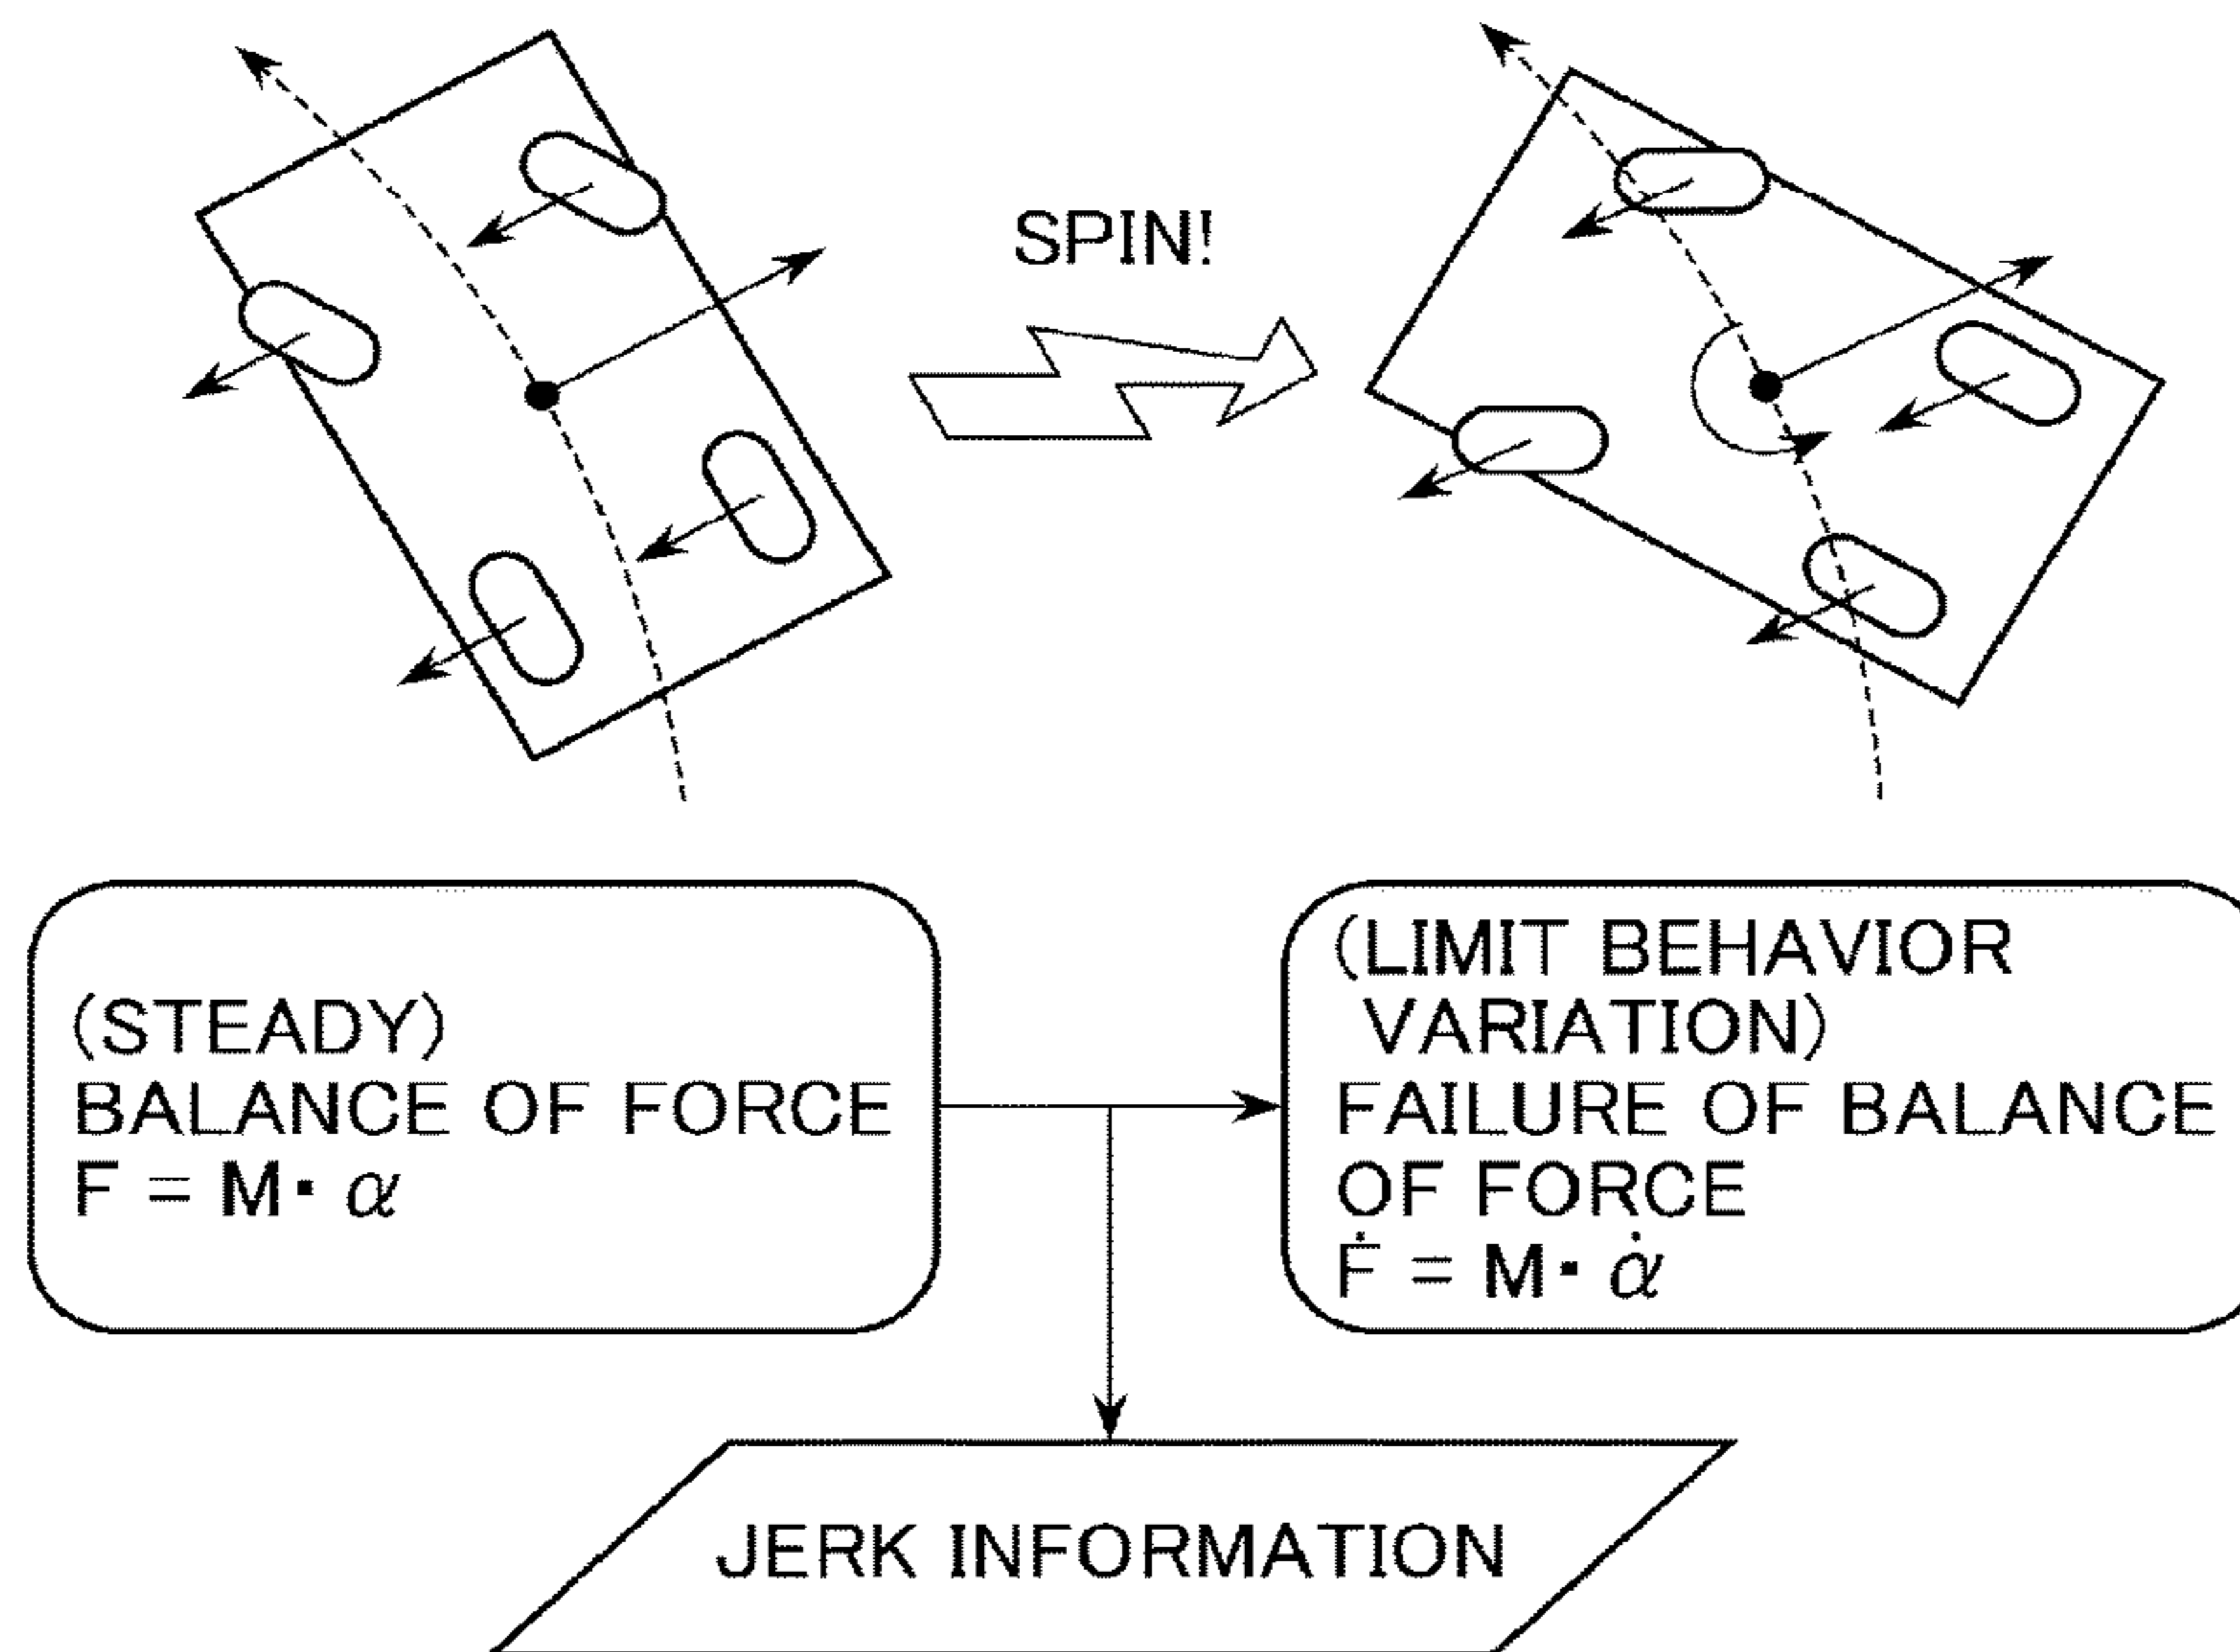 SPIN!
(STEADY)
BALANCE OF FORCE
F = M· α
(LIMIT BEHAVIOR
VARIATION)
FAILURE OF BALANCE
OF FORCE
Ḟ = M· α̇
JERK INFORMATION